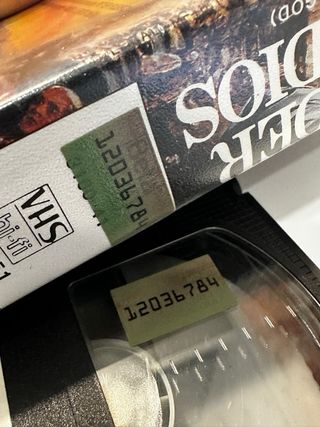 (GOD)
DER
DIOS
12036784
VHS
hi-fi
12036784